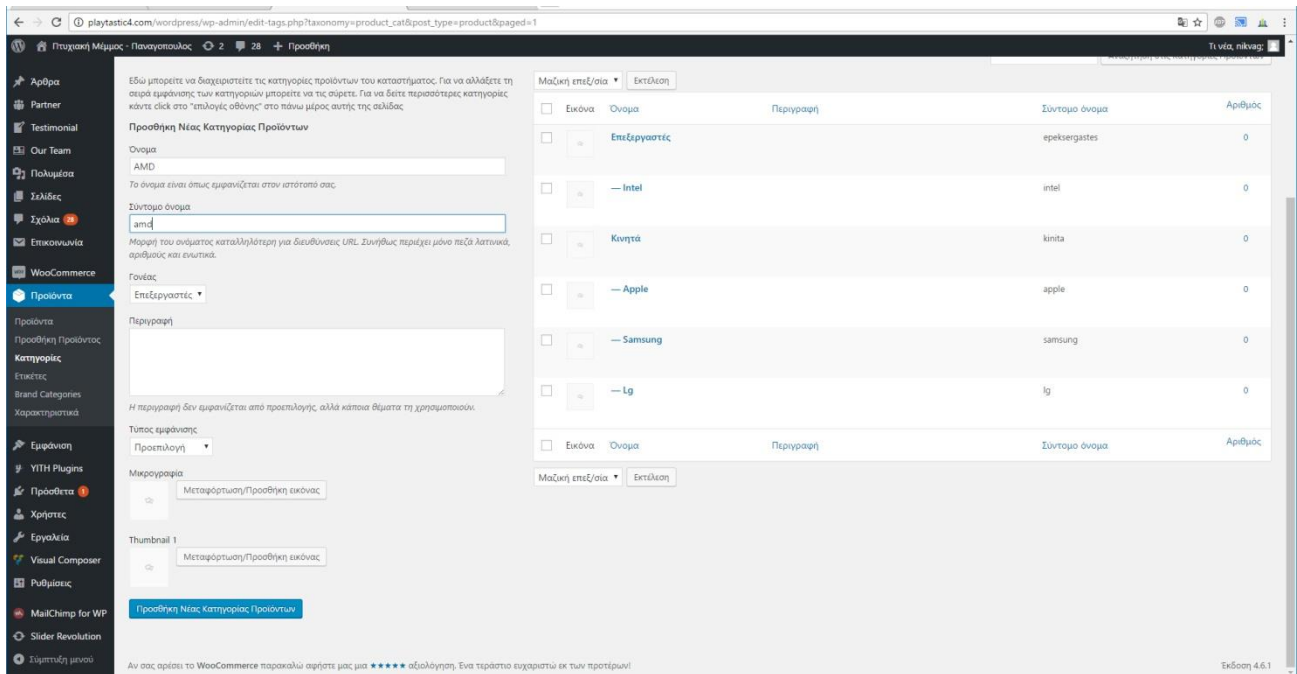 playtastic4.com/wordpress/wp-admin/edit-tags.php?taxonomy=product_cat&post_type=product&paged=1
Πτυχιακή Μέμμος - Παναγοπουλος 2 28 + Προσθήκη
Τι νέα, nikvag;
Άρθρα
Partner
Testimonial
Our Team
Πολυμέσα
Σελίδες
Σχόλια 28
Επικοινωνία
WooCommerce
Προϊόντα
Προϊόντα
Προσθήκη Προϊόντος
Κατηγορίες
Ετικέτες
Brand Categories
Χαρακτηριστικά
Εμφάνιση
YITH Plugins
Πρόσθετα 1
Χρήστες
Εργαλεία
Visual Composer
Ρυθμίσεις
MailChimp for WP
Slider Revolution
Σύμπτυξη μενού
Εδώ μπορείτε να διαχειριστείτε τις κατηγορίες προϊόντων του καταστήματος. Για να αλλάξετε τη
σειρά εμφάνισης των κατηγοριών μπορείτε να τις σύρετε. Για να δείτε περισσότερες κατηγορίες
κάντε click στο "επιλογές οθόνης" στο πάνω μέρος αυτής της σελίδας
Προσθήκη Νέας Κατηγορίας Προϊόντων
Όνομα
AMD
Το όνομα είναι όπως εμφανίζεται στον ιστότοπό σας.
Σύντομο όνομα
amd
Μορφή του ονόματος καταλληλότερη για διευθύνσεις URL. Συνήθως περιέχει μόνο πεζά λατινικά,
αριθμούς και ενωτικά.
Γονέας
Επεξεργαστές
Περιγραφή
Η περιγραφή δεν εμφανίζεται από προεπιλογής, αλλά κάποια θέματα τη χρησιμοποιούν.
Τύπος εμφάνισης
Προεπιλογή
Μικρογραφία
Μεταφόρτωση/Προσθήκη εικόνας
Thumbnail 1
Μεταφόρτωση/Προσθήκη εικόνας
Προσθήκη Νέας Κατηγορίας Προϊόντων
Μαζική επεξ/σία Εκτέλεση
Εικόνα Όνομα Περιγραφή Σύντομο όνομα Αριθμός
Επεξεργαστές epeksergastes 0
— Intel intel 0
Κινητά kinita 0
— Apple apple 0
— Samsung samsung 0
— Lg lg 0
Εικόνα Όνομα Περιγραφή Σύντομο όνομα Αριθμός
Μαζική επεξ/σία Εκτέλεση
Αν σας αρέσει το WooCommerce παρακαλώ αφήστε μας μια ★★★★★ αξιολόγηση. Ένα τεράστιο ευχαριστώ εκ των προτέρων!
Έκδοση 4.6.1